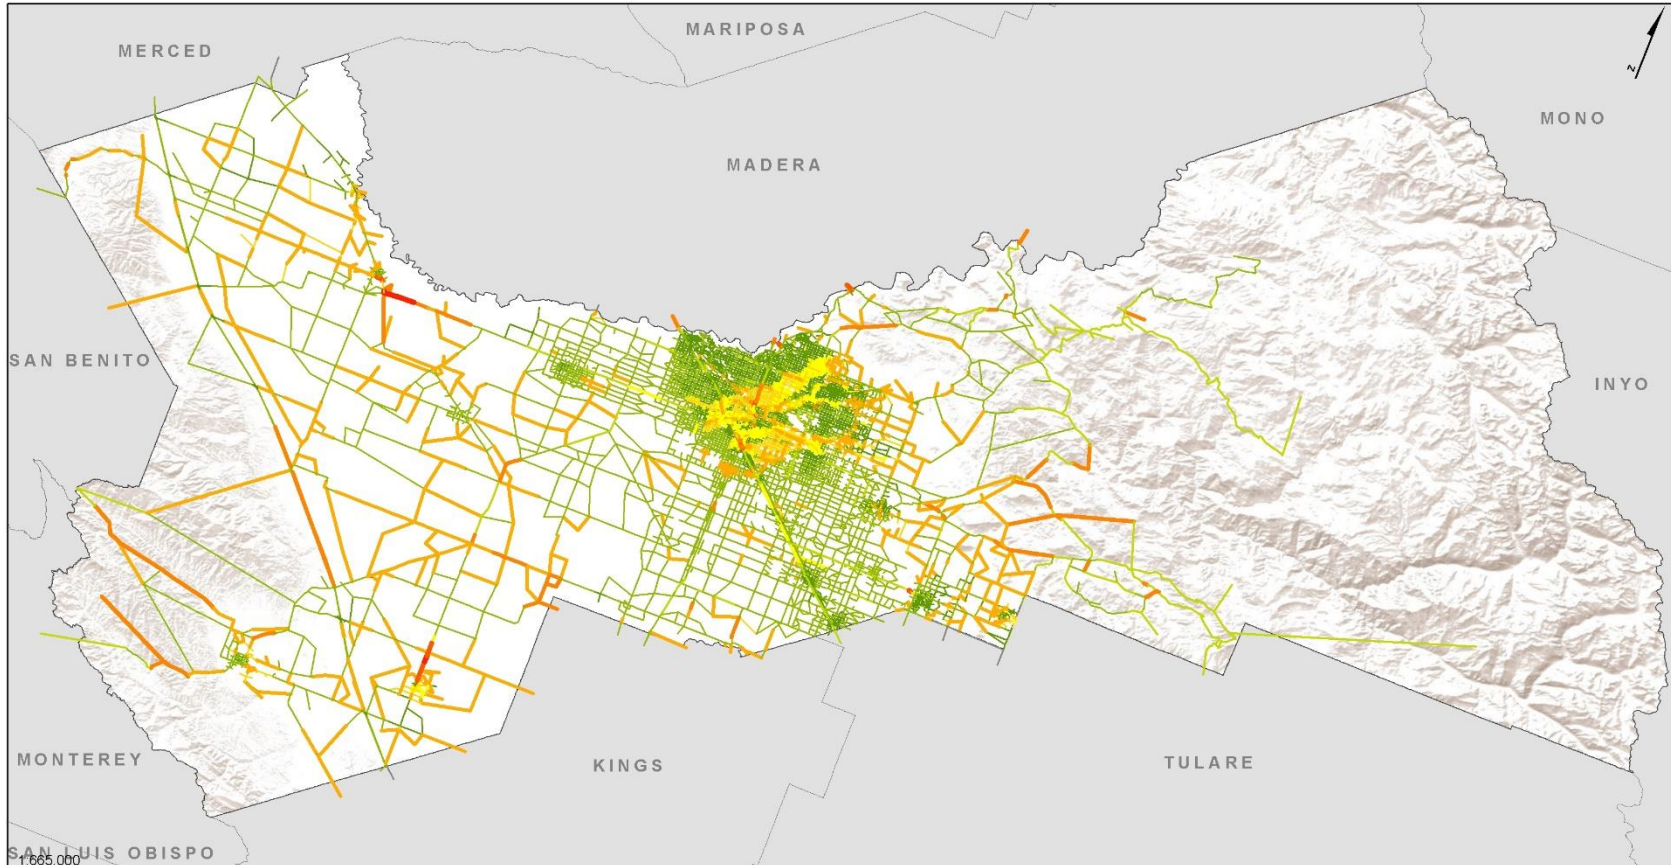 MARIPOSA
MERCED
MONO
MADERA
SAN BENITO
INYO
MONTEREY
KINGS
TULARE
SAN LUIS OBISPO
1:665,000
z